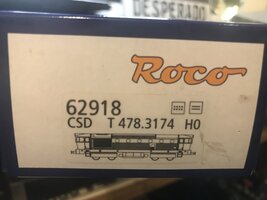 DESPERADO
Roco
62918
CSD T 478.3174 H0